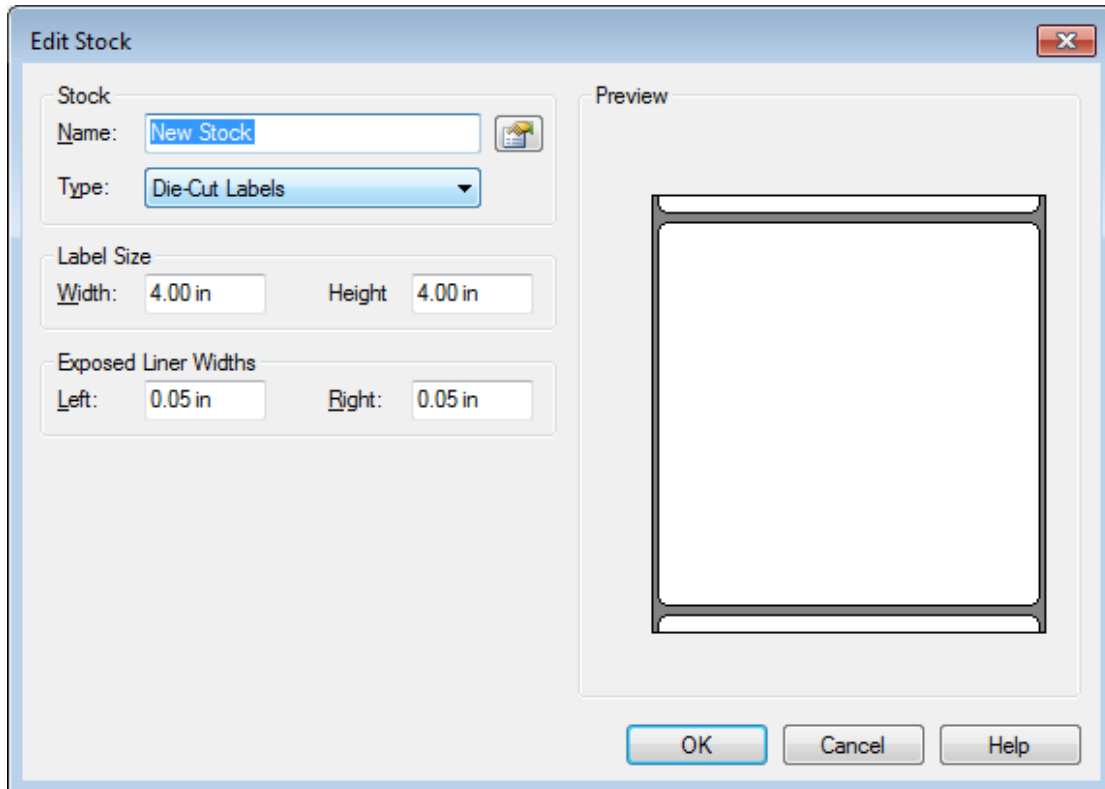 Edit Stock
Stock
Name: New Stock
Type: Die-Cut Labels
Label Size
Width: 4.00 in Height 4.00 in
Exposed Liner Widths
Left: 0.05 in Right: 0.05 in
Preview
OK Cancel Help